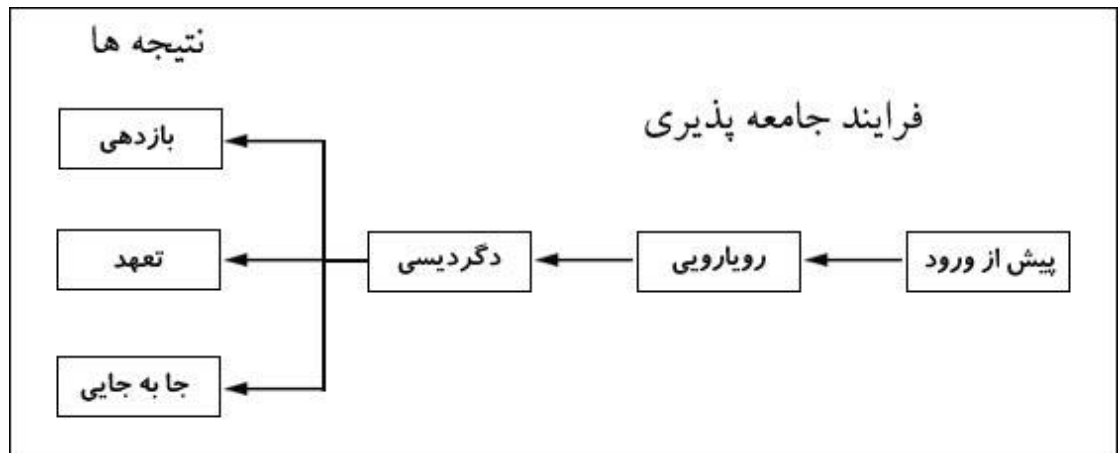 نتیجه ها
فرایند جامعه پذیری
بازدهی
پیش از ورود
رویارویی
دگردیسی
تعهد
جا به جایی